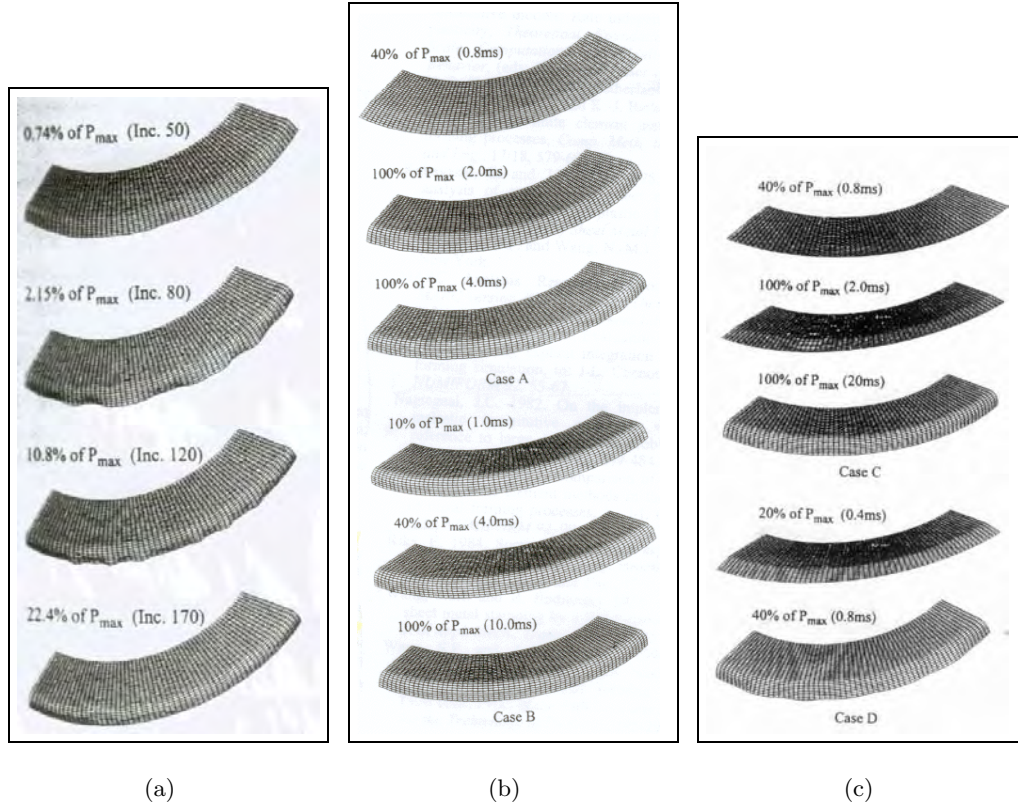 0.74% of Pmax (Inc. 50)
2.15% of Pmax (Inc. 80)
10.8% of Pmax (Inc. 120)
22.4% of Pmax (Inc. 170)
(a)
40% of Pmax (0.8ms)
100% of Pmax (2.0ms)
100% of Pmax (4.0ms)
Case A
10% of Pmax (1.0ms)
40% of Pmax (4.0ms)
100% of Pmax (10.0ms)
Case B
(b)
40% of Pmax (0.8ms)
100% of Pmax (2.0ms)
100% of Pmax (20ms)
Case C
20% of Pmax (0.4ms)
40% of Pmax (0.8ms)
Case D
(c)